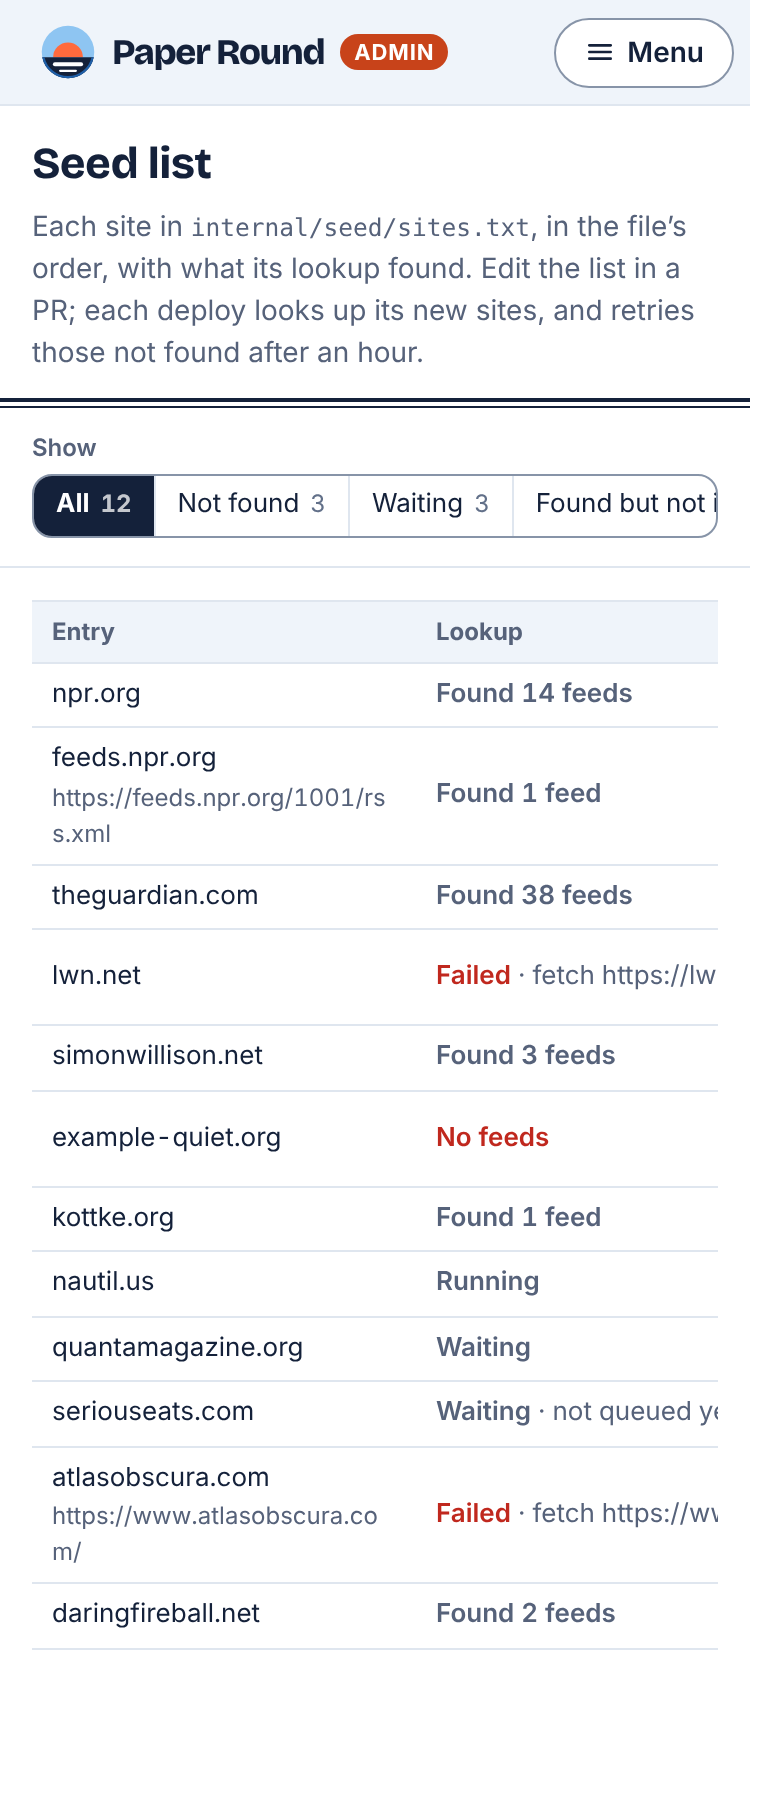 Paper Round ADMIN
Menu
Seed list
Each site in internal/seed/sites.txt, in the file’s
order, with what its lookup found. Edit the list in a
PR; each deploy looks up its new sites, and retries
those not found after an hour.
Show
All 12 Not found 3 Waiting 3 Found but not
Entry Lookup
npr.org Found 14 feeds
feeds.npr.org
https://feeds.npr.org/1001/rs
s.xml
Found 1 feed
theguardian.com Found 38 feeds
lwn.net Failed · fetch https://lw
simonwillison.net Found 3 feeds
example-quiet.org No feeds
kottke.org Found 1 feed
nautil.us Running
quantamagazine.org Waiting
seriouseats.com Waiting · not queued ye
atlasobscura.com
https://www.atlasobscura.co
m/
Failed · fetch https://ww
daringfireball.net Found 2 feeds